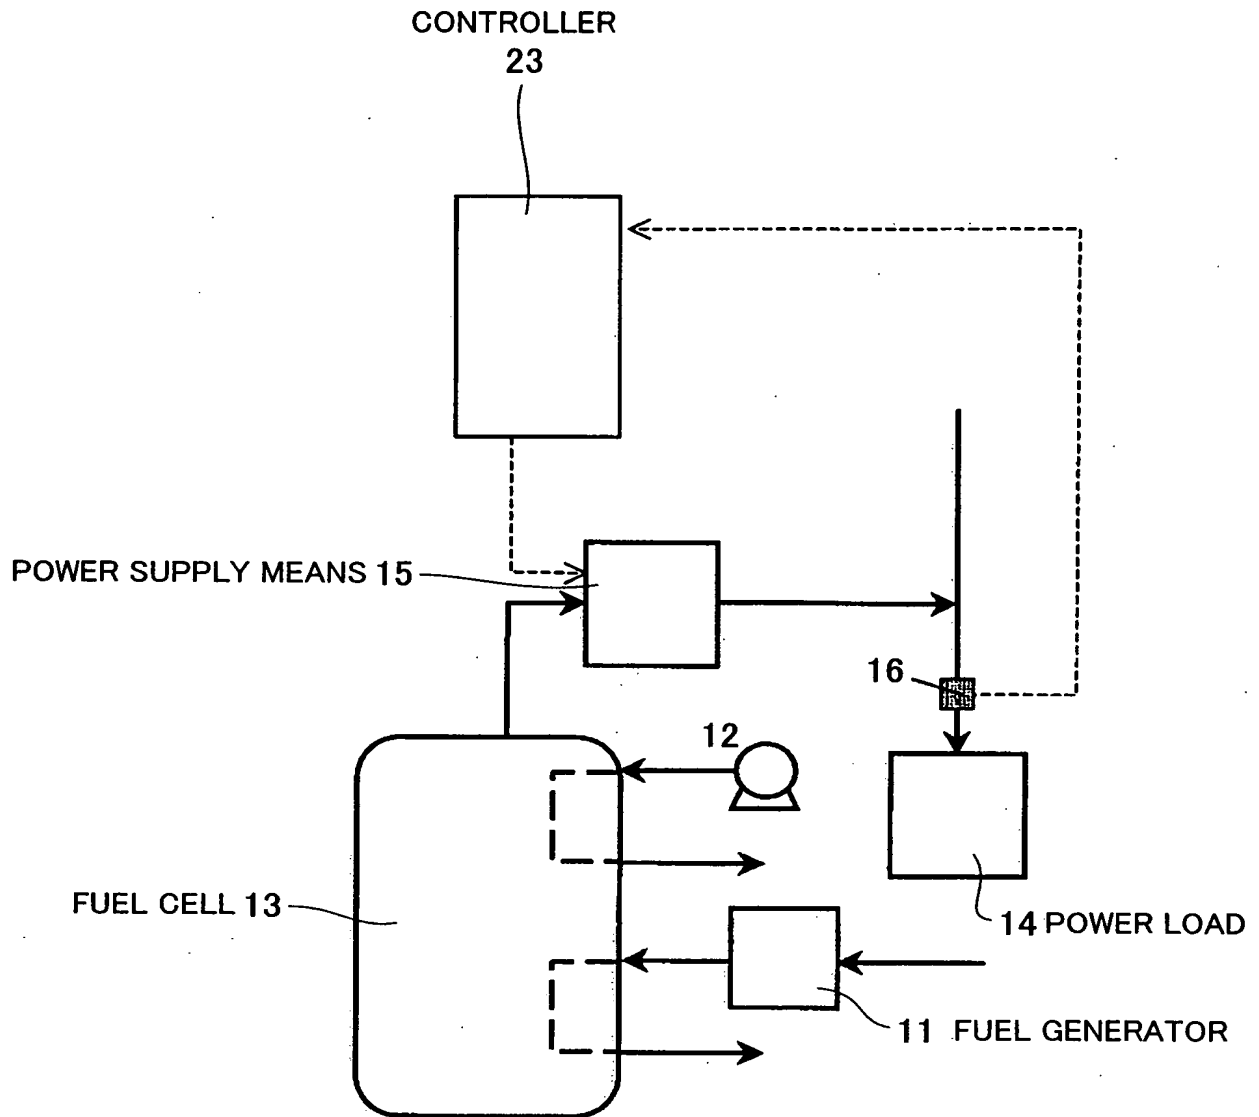 CONTROLLER
23
POWER SUPPLY MEANS 15
16
12
FUEL CELL 13
14 POWER LOAD
11 FUEL GENERATOR